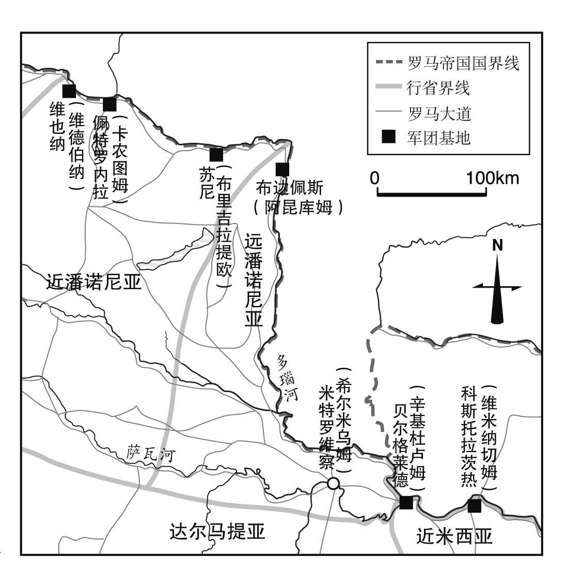 罗马帝国国界线
行省界线
罗马大道
军团基地
0 100km
N
维也纳
(维德伯纳)
佩特罗内拉
(卡农图姆)
苏尼
(布里吉拉提欧)
布达佩斯
(阿昆库姆)
近潘诺尼亚
远潘诺尼亚
多瑙河
萨瓦河
米特罗维察
(希尔米乌姆)
贝尔格莱德
(辛基杜卢姆)
科斯托拉茨热
(维米纳切姆)
达尔马提亚
近米西亚